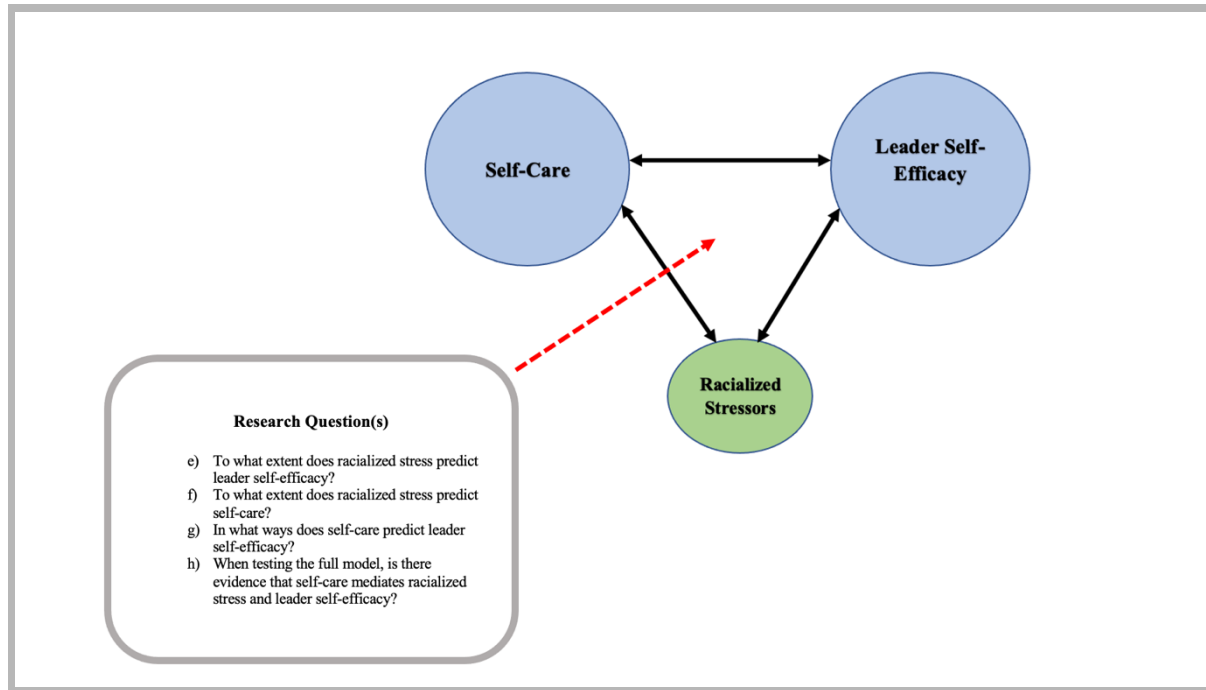 Self-Care
Leader Self-
Efficacy
Racialized
Stressors
Research Question(s)
e) To what extent does racialized stress predict
leader self-efficacy?
f) To what extent does racialized stress predict
self-care?
g) In what ways does self-care predict leader
self-efficacy?
h) When testing the full model, is there
evidence that self-care mediates racialized
stress and leader self-efficacy?